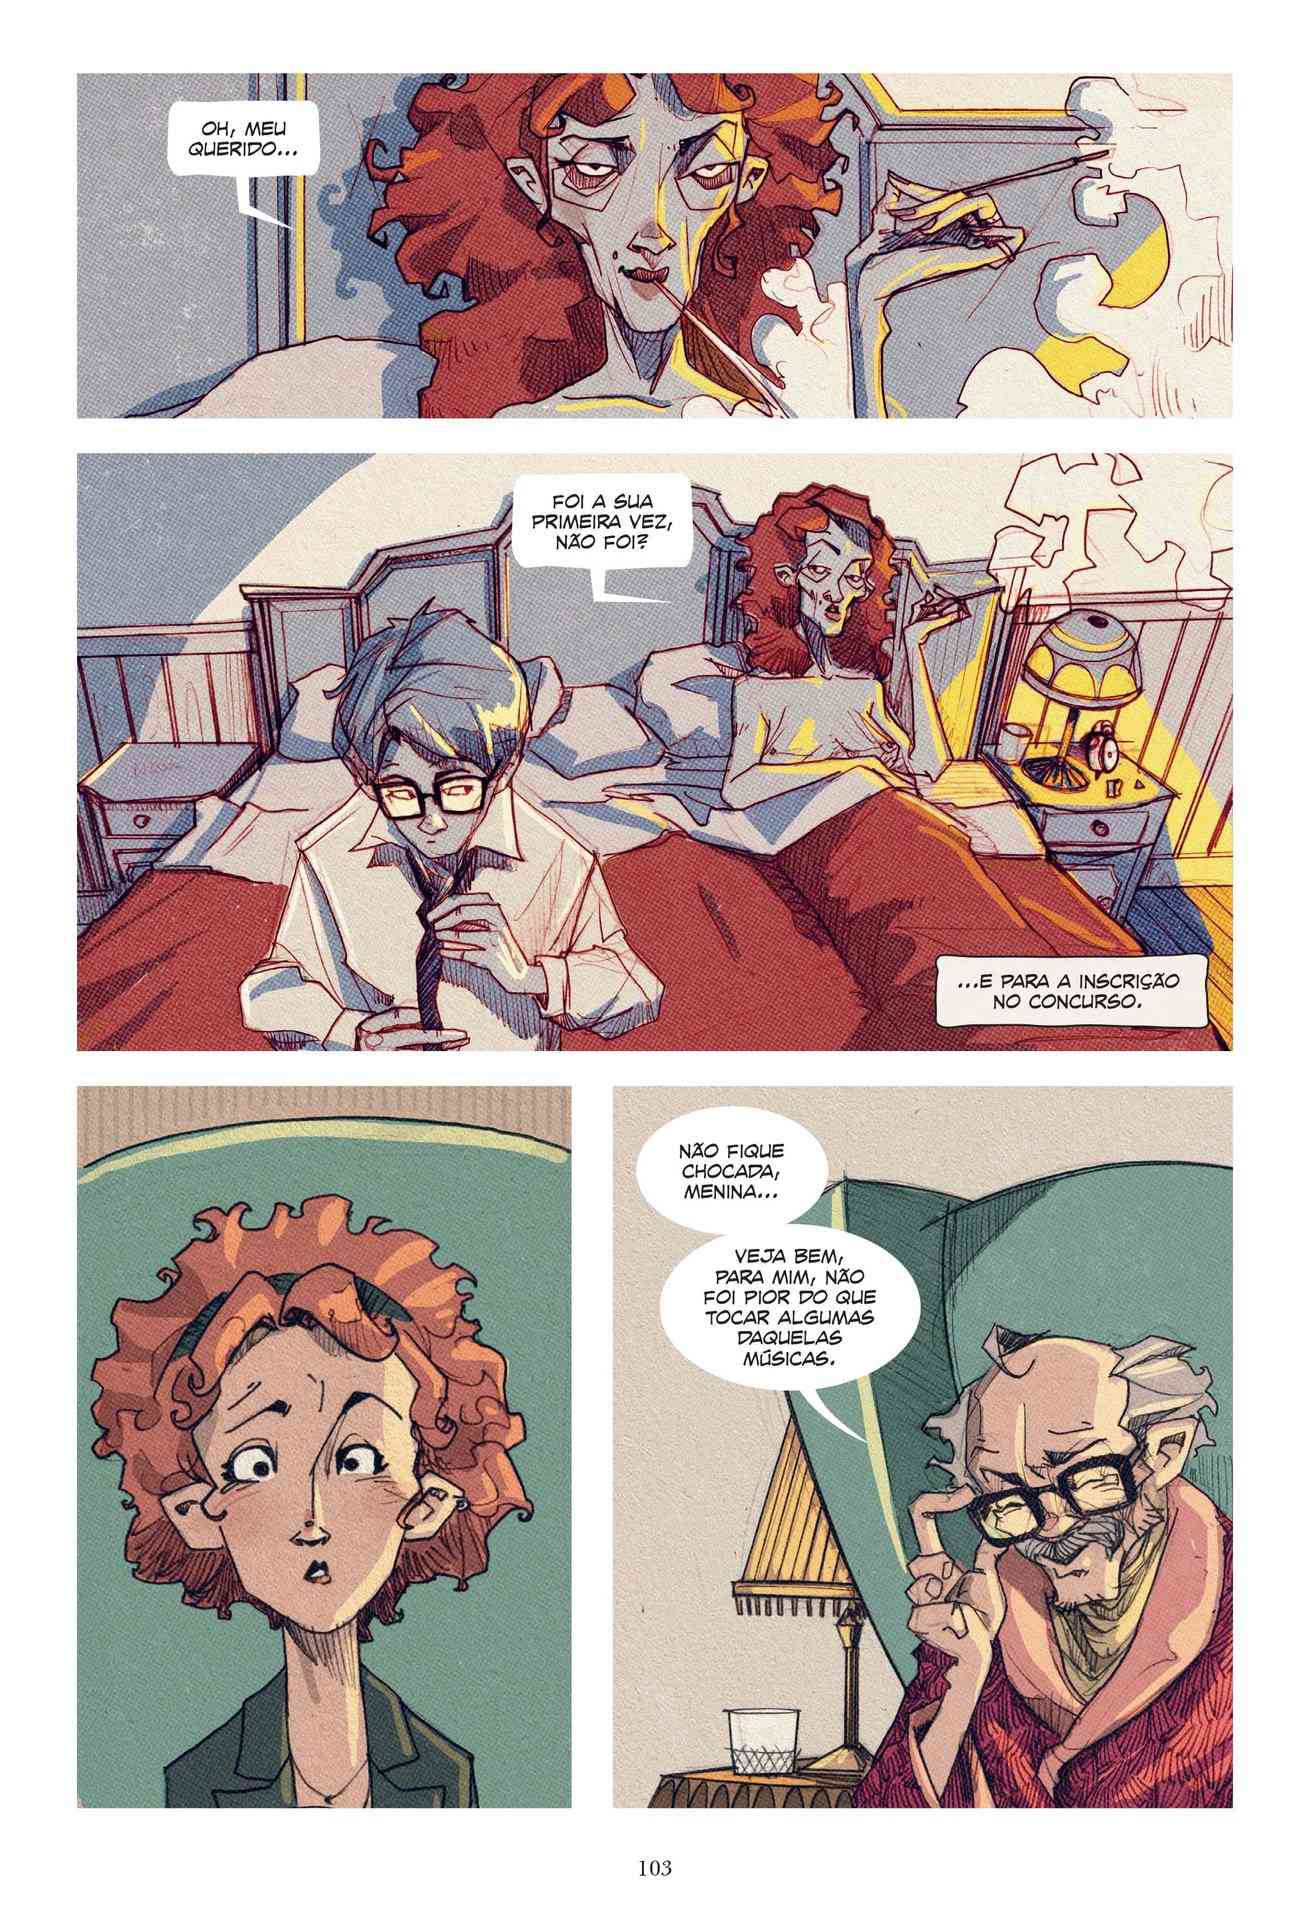 OH, MEU
QUERIDO...
FOI A SUA
PRIMEIRA VEZ,
NÃO FOI?
...E PARA A INSCRIÇÃO
NO CONCURSO.
NÃO FIQUE
CHOCADA,
MENINA...
VEJA BEM,
PARA MIM, NÃO
FOI PIOR DO QUE
TOCAR ALGUMAS
DAQUELAS
MÚSICAS.
103